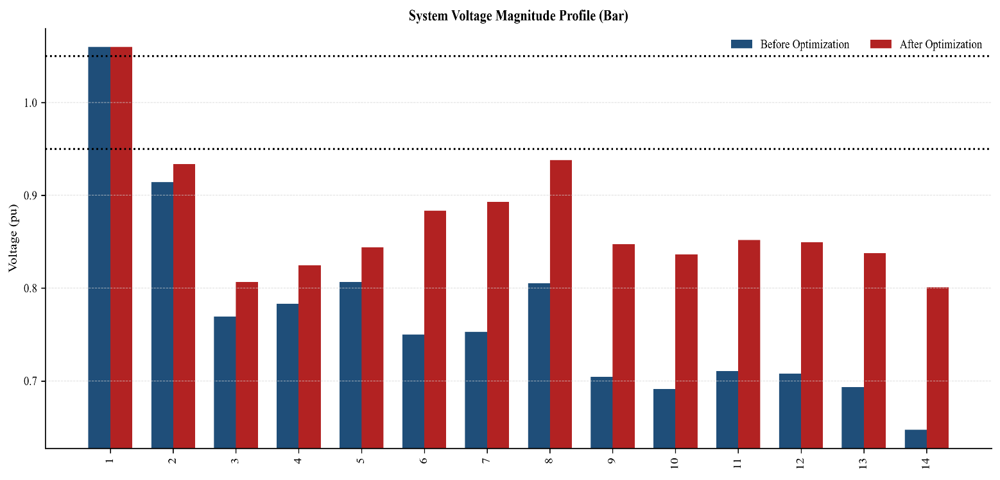 System Voltage Magnitude Profile (Bar)
Before Optimization
After Optimization
Voltage (pu)
1.0
0.9
0.8
0.7
1 2 3 4 5 6 7 8 9 10 11 12 13 14